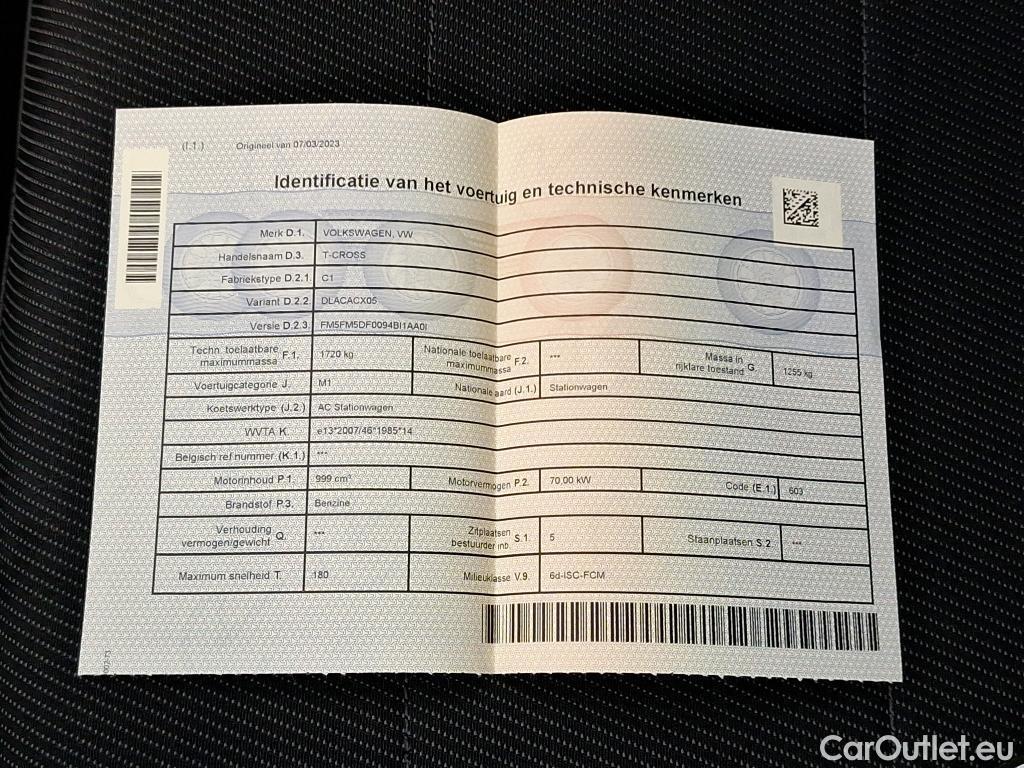 (I.1.) Origineel van 07/03/2023
Identificatie van het voertuig en technische kenmerken
Merk D.1. VOLKSWAGEN, VW
Handelsnaam D.3. T-CROSS
Fabriekstype D.2.1. C1
Variant D.2.2. DLACACX05
Versie D.2.3. FM5FM5DF0094BI1AA0I
Techn. toelaatbare maximummassa F.1. 1720 kg Nationale toelaatbare maximummassa F.2. *** Massa in rijklare toestand G. 1255 kg
Voertuigcategorie J. M1 Nationale aard (J.1.) Stationwagen
Koetswerktype (J.2.) AC Stationwagen
WVTA K. e13*2007/46*1985*14
Belgisch ref nummer (K.1.) ***
Motorinhoud P.1. 999 cm³ Motorvermogen P.2. 70,00 kW Code (E.1.) 603
Brandstof P.3. Benzine
Verhouding vermogen/gewicht Q. *** Zitplaatsen bestuurder inb. S.1. 5 Staanplaatsen S.2. ***
Maximum snelheid T. 180 Milieuklasse V.9. 6d-ISC-FCM
CarOutlet.eu